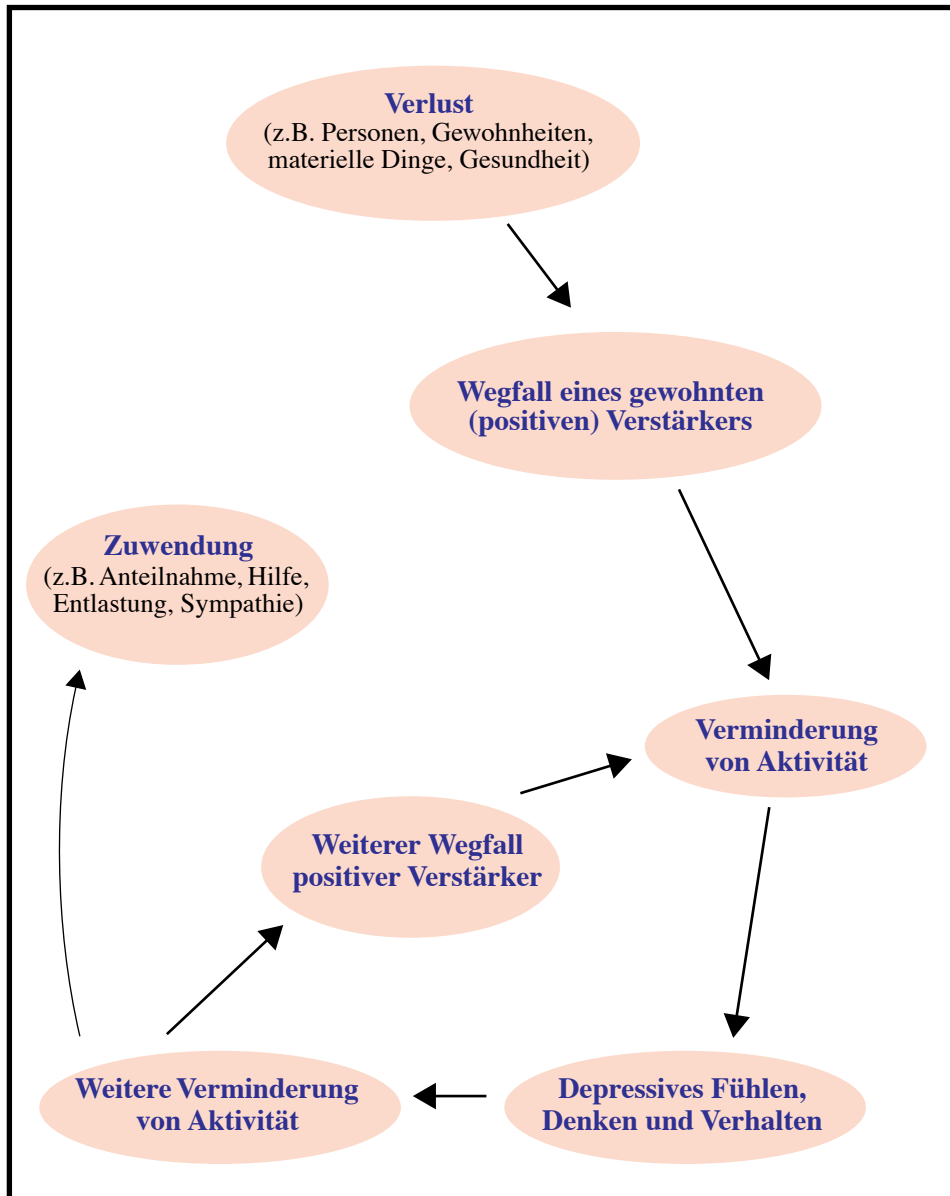 Verlust
(z.B. Personen, Gewohnheiten,
materielle Dinge, Gesundheit)
Wegfall eines gewohnten
(positiven) Verstärkers
Zuwendung
(z.B. Anteilnahme, Hilfe,
Entlastung, Sympathie)
Verminderung
von Aktivität
Weiterer Wegfall
positiver Verstärker
Weitere Verminderung
von Aktivität
Depressives Fühlen,
Denken und Verhalten